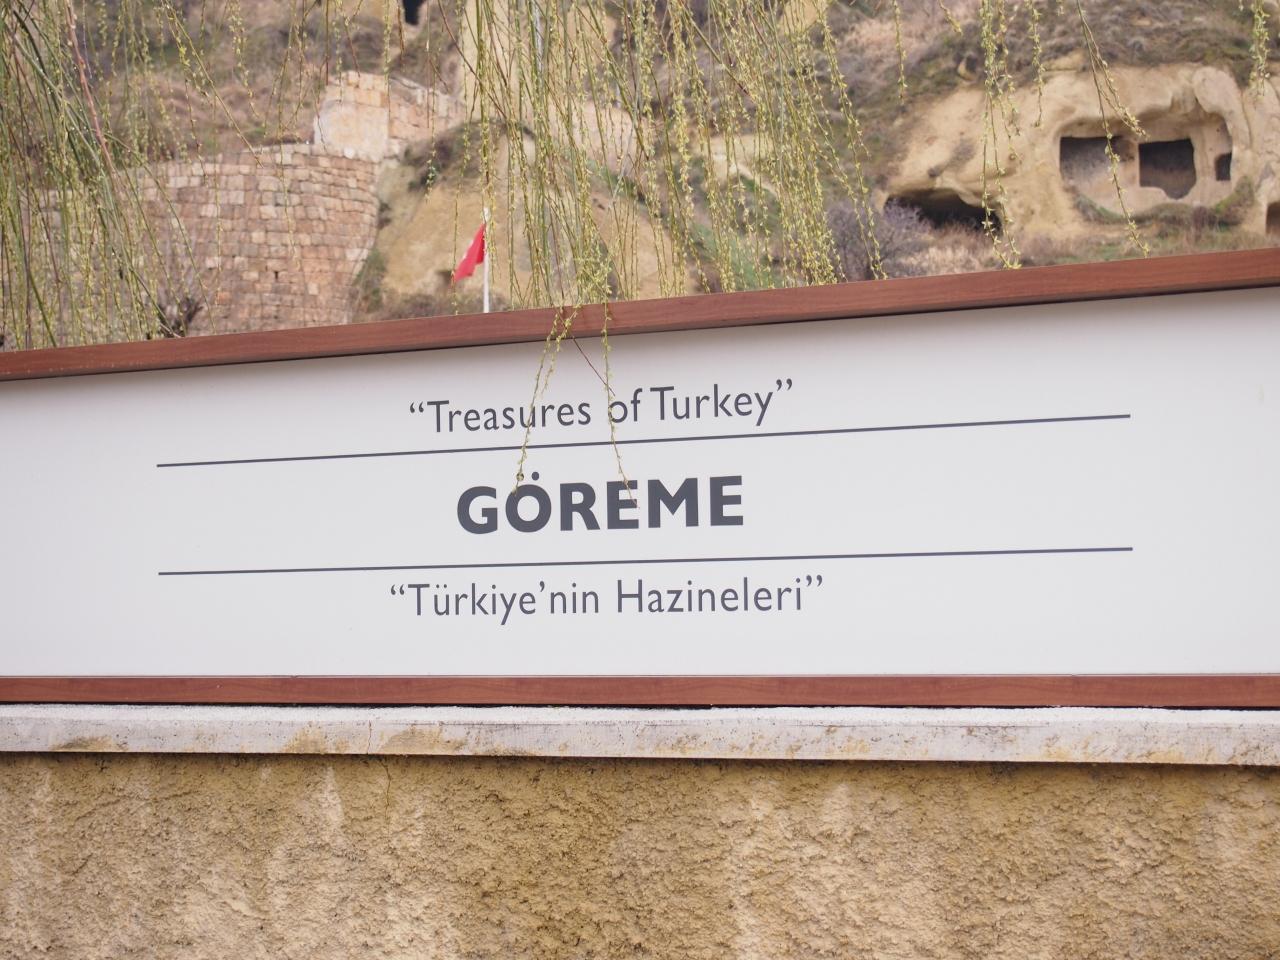 “Treasures of Turkey”
GÖREME
“Türkiye’nin Hazineleri”